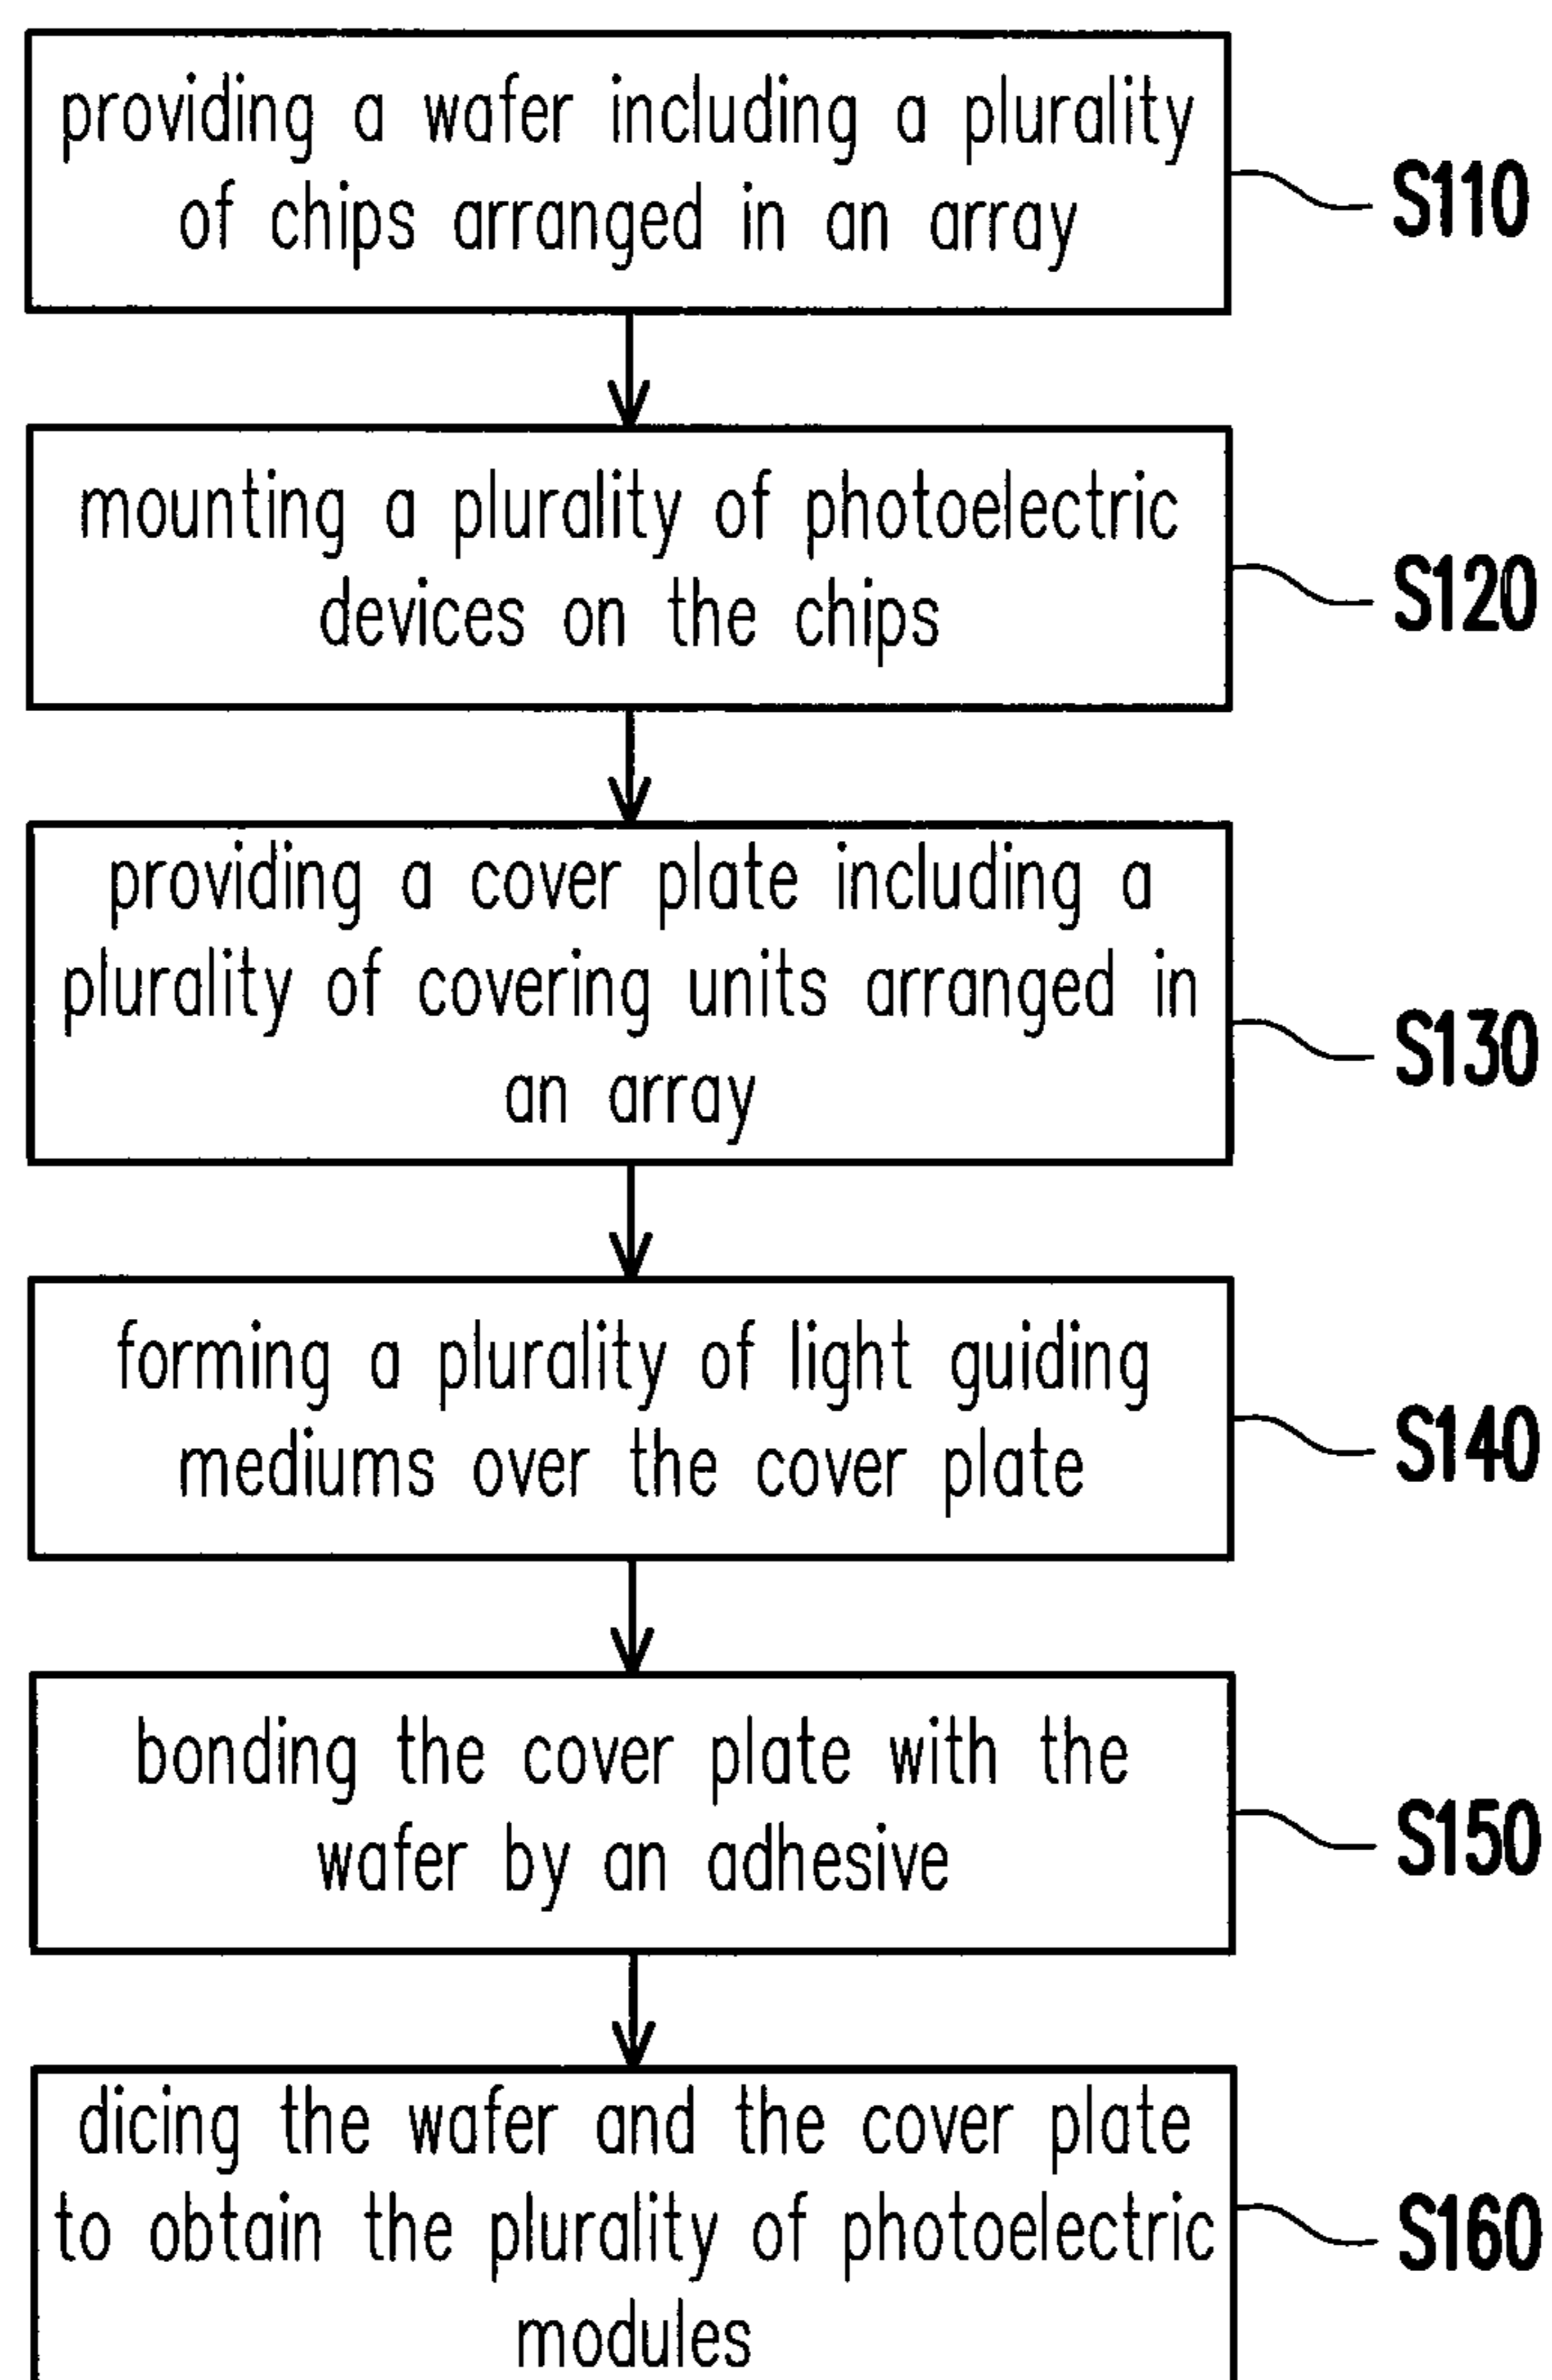 providing a wafer including a plurality
of chips arranged in an array
S110
mounting a plurality of photoelectric
devices on the chips
S120
providing a cover plate including a
plurality of covering units arranged in
an array
S130
forming a plurality of light guiding
mediums over the cover plate
S140
bonding the cover plate with the
wafer by an adhesive
S150
dicing the wafer and the cover plate
to obtain the plurality of photoelectric
modules
S160